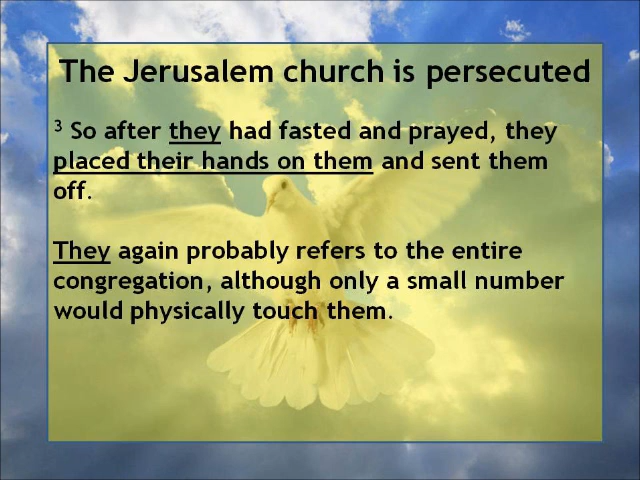 The Jerusalem church is persecuted
3 So after they had fasted and prayed, they
placed their hands on them and sent them
off.
They again probably refers to the entire
congregation, although only a small number
would physically touch them.